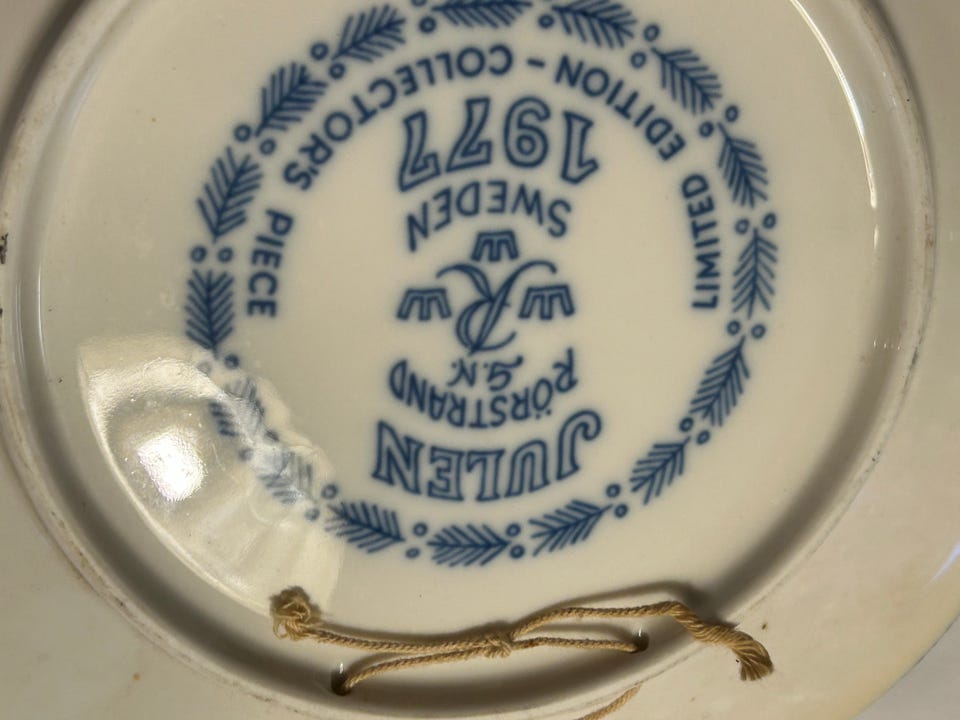 JULEN
RÖRSTRAND
G.N.
R
SWEDEN
1977
LIMITED EDITION - COLLECTOR'S PIECE